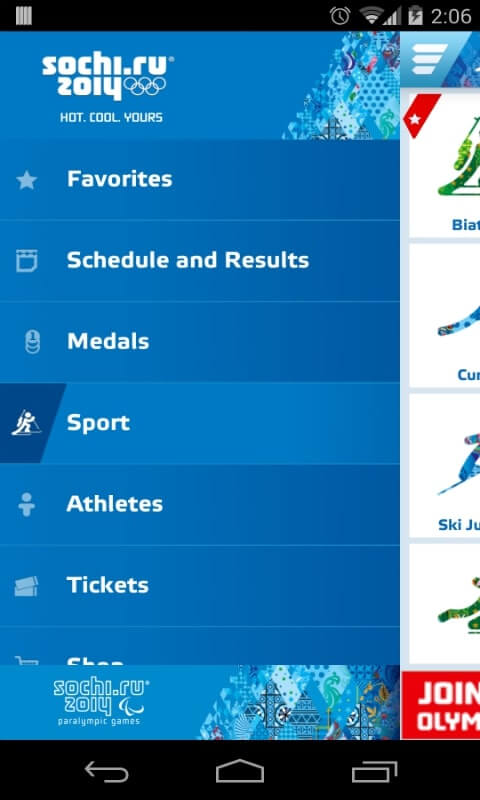 2:06
sochi.ru
2014
HOT. COOL. YOURS
Favorites
Schedule and Results
1
Medals
Sport
Athletes
Tickets
Shop
sochi.ru
2014
paralympic games
Biat
Cur
Ski Ju
JOIN
OLYM